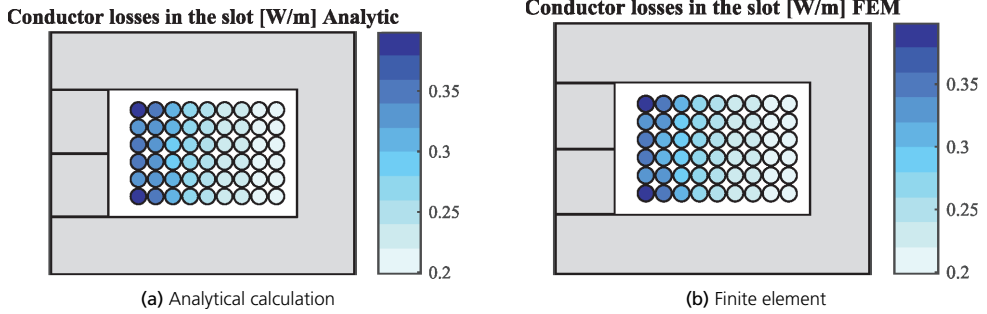 Conductor losses in the slot [W/m] Analytic
0.35
0.3
0.25
0.2
(a) Analytical calculation
Conductor losses in the slot [W/m] FEM
0.35
0.3
0.25
0.2
(b) Finite element